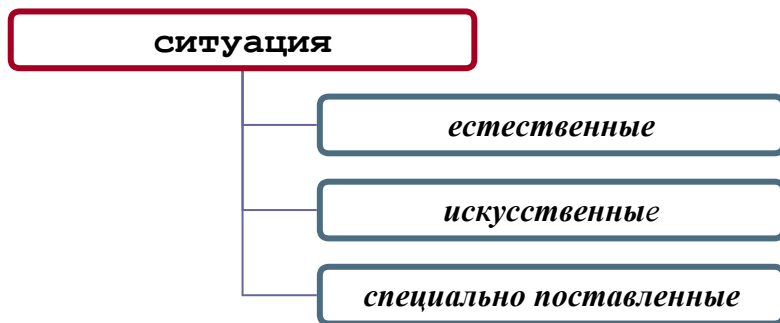 ситуация
естественные
искусственные
специально поставленные